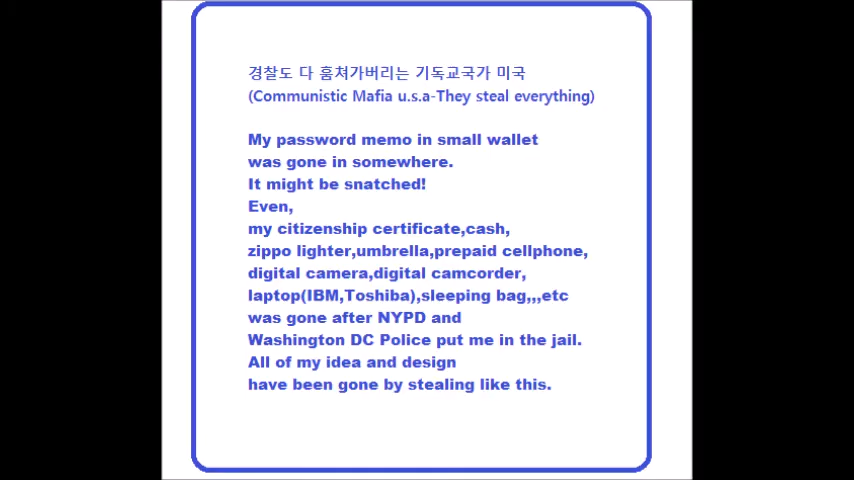 경찰도 다 훔쳐가버리는 기독교국가 미국
(Communistic Mafia u.s.a-They steal everything)
My password memo in small wallet
was gone in somewhere.
It might be snatched!
Even,
my citizenship certificate,cash,
zippo lighter,umbrella,prepaid cellphone,
digital camera,digital camcorder,
laptop(IBM,Toshiba),sleeping bag,,,etc
was gone after NYPD and
Washington DC Police put me in the jail.
All of my idea and design
have been gone by stealing like this.